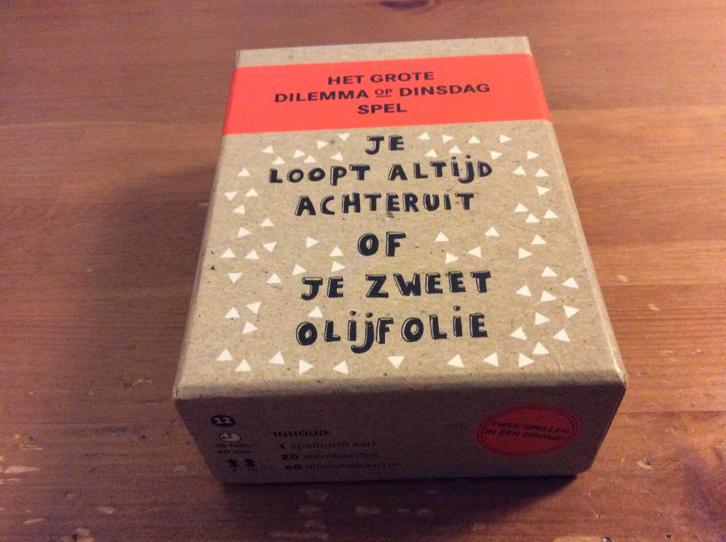 HET GROTE
DILEMMA OP DINSDAG
SPEL
JE
LOOPT ALTIJD
ACHTERUIT
OF
JE ZWEET
OLIJFOLIE
12
INHOUD:
1 spelbordkaart
20 stemkaarten
60 dilemmakaarten
TWEE SPELLEN
IN ÉÉN DOOSJE!